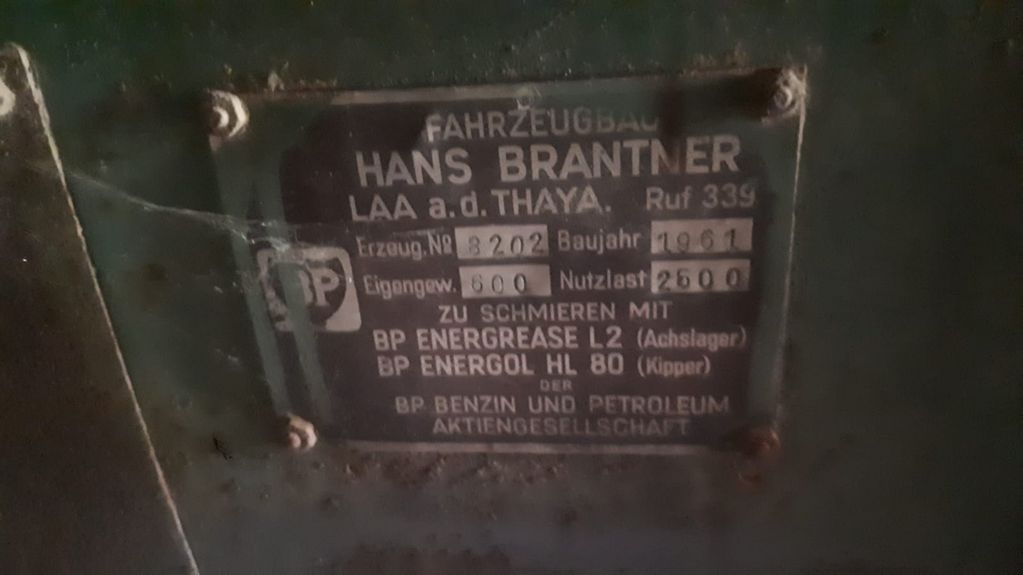 FAHRZEUGBAU
HANS BRANTNER
LAA a.d. THAYA. Ruf 339
Erzeug.No 8202 Baujahr 1961
BP
Eigengew. 600 Nutzlast 2500
ZU SCHMIEREN MIT
BP ENERGREASE L2 (Achslager)
BP ENERGOL HL 80 (Kipper)
DER
BP BENZIN UND PETROLEUM
AKTIENGESELLSCHAFT